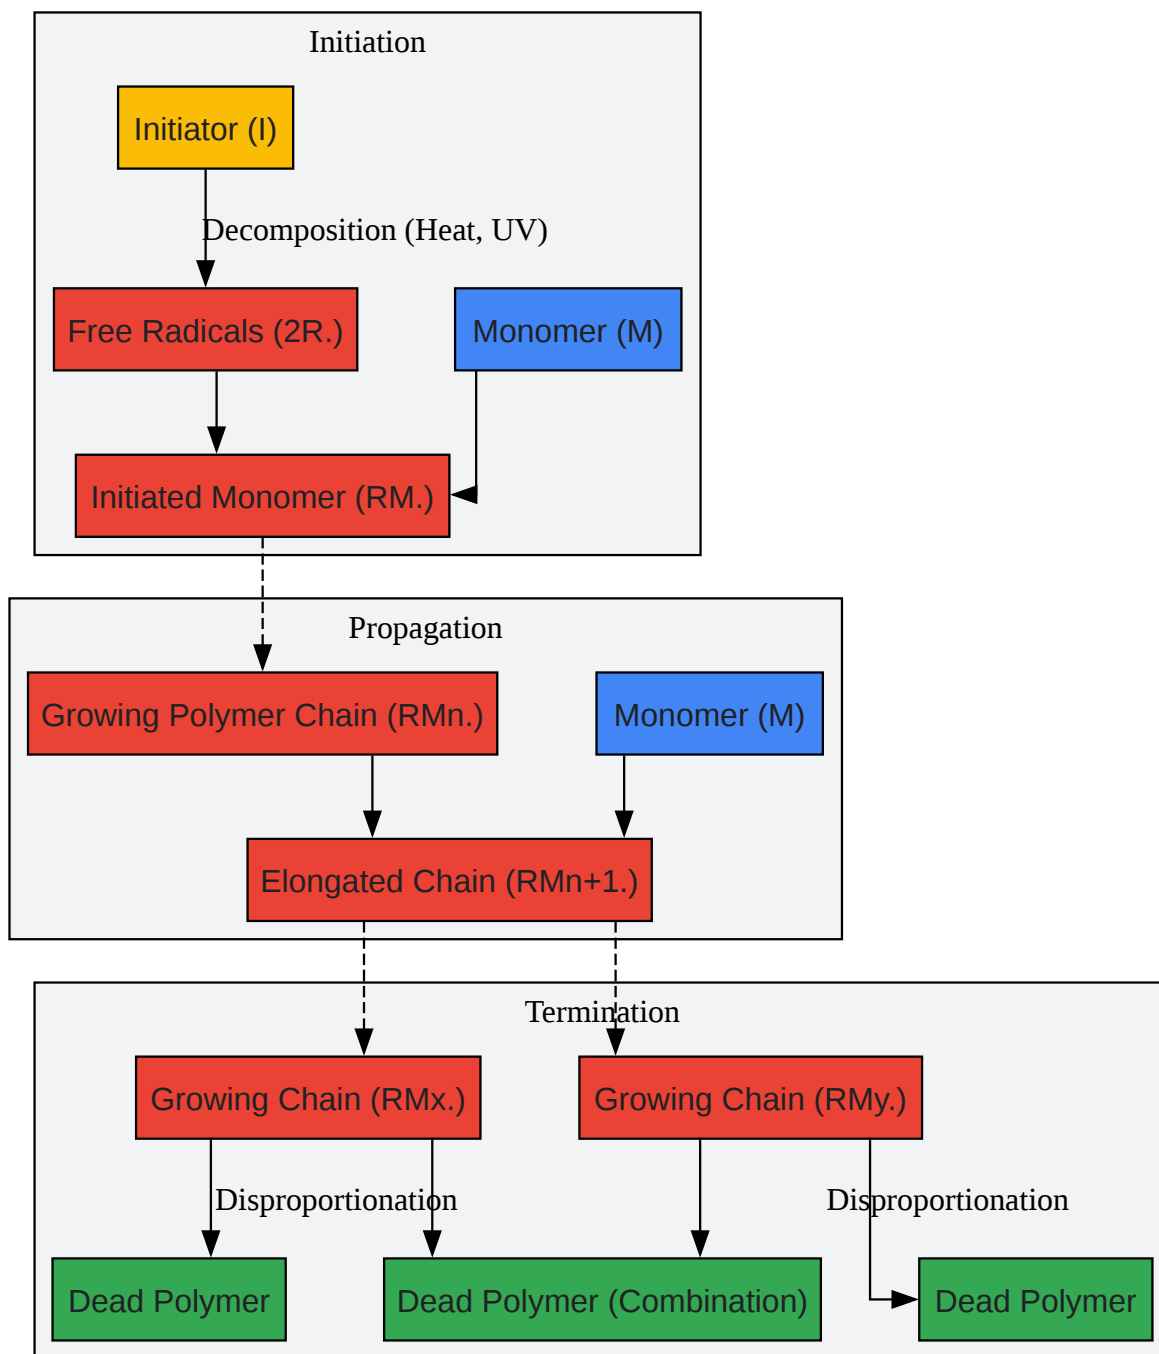 Initiation
Initiator (I)
Decomposition (Heat, UV)
Free Radicals (2R.)
Monomer (M)
Initiated Monomer (RM.)
Propagation
Growing Polymer Chain (RMn.)
Monomer (M)
Elongated Chain (RMn+1.)
Termination
Growing Chain (RMx.)
Growing Chain (RMy.)
Disproportionation
Disproportionation
Dead Polymer
Dead Polymer (Combination)
Dead Polymer